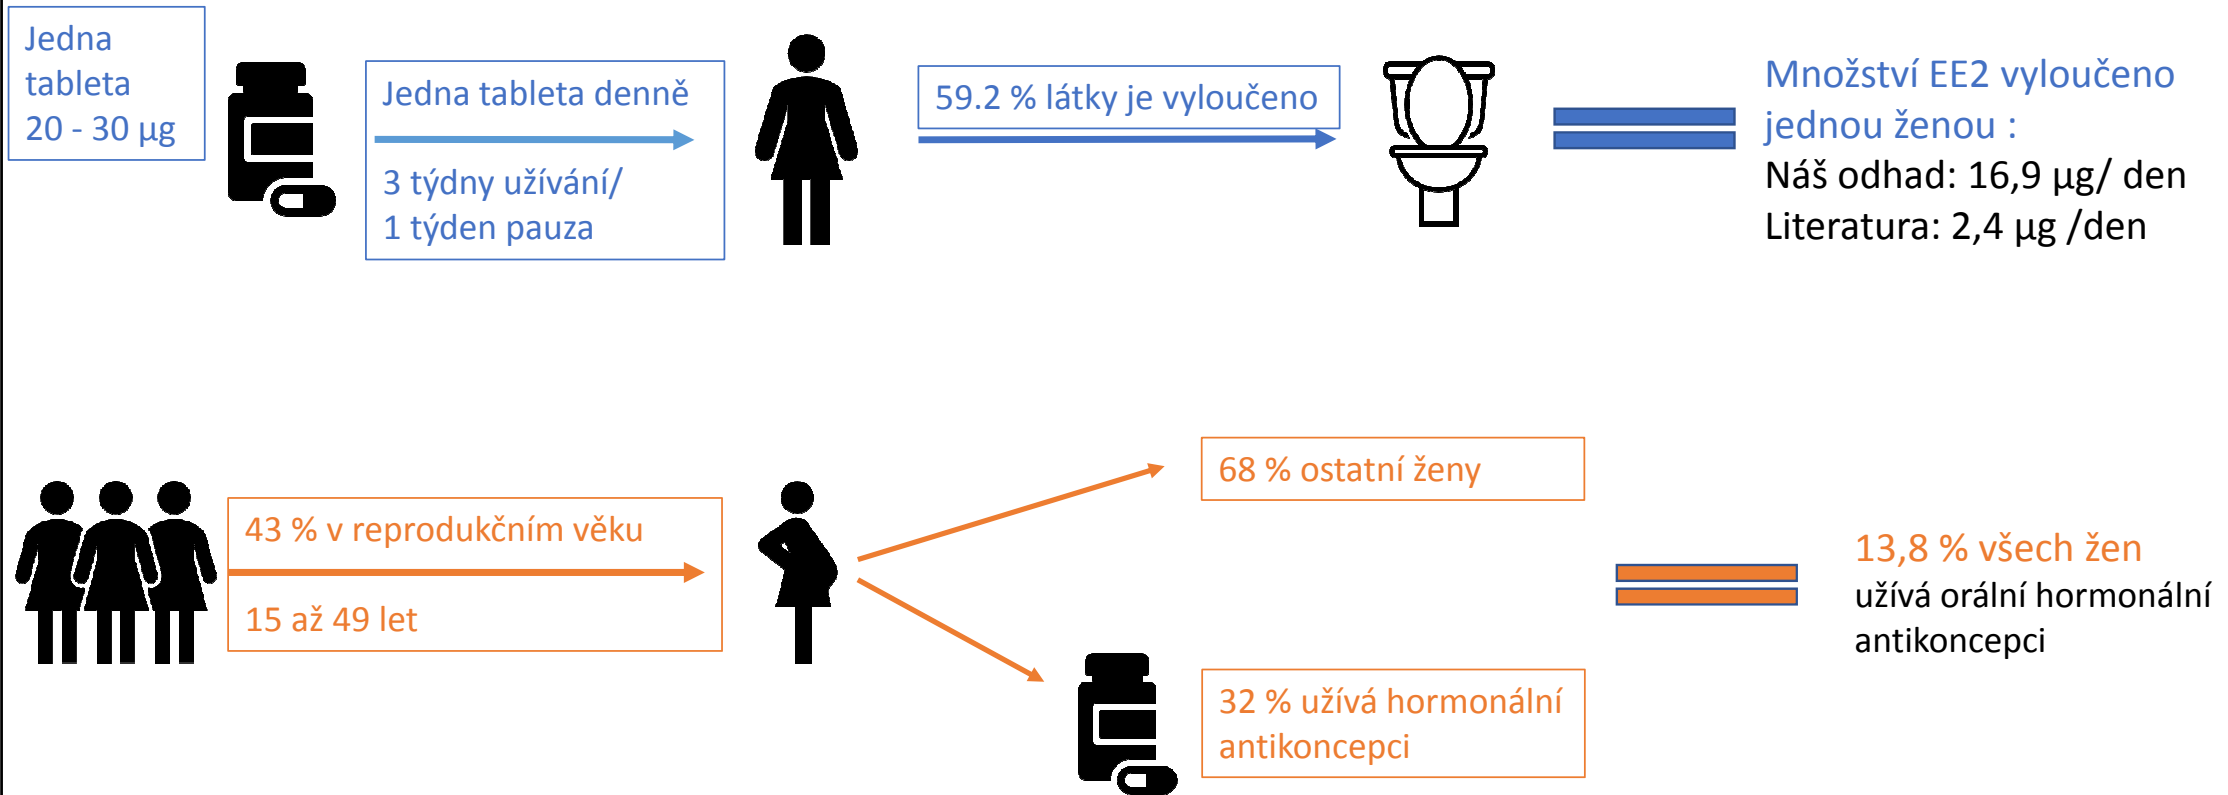 Jedna
tableta
20 - 30 µg
Jedna tableta denně
3 týdny užívání/
1 týden pauza
59.2 % látky je vyloučeno
Množství EE2 vyloučeno
jednou ženou :
Náš odhad: 16,9 µg/ den
Literatura: 2,4 µg /den
43 % v reprodukčním věku
15 až 49 let
68 % ostatní ženy
32 % užívá hormonální
antikoncepci
13,8 % všech žen
užívá orální hormonální
antikoncepci